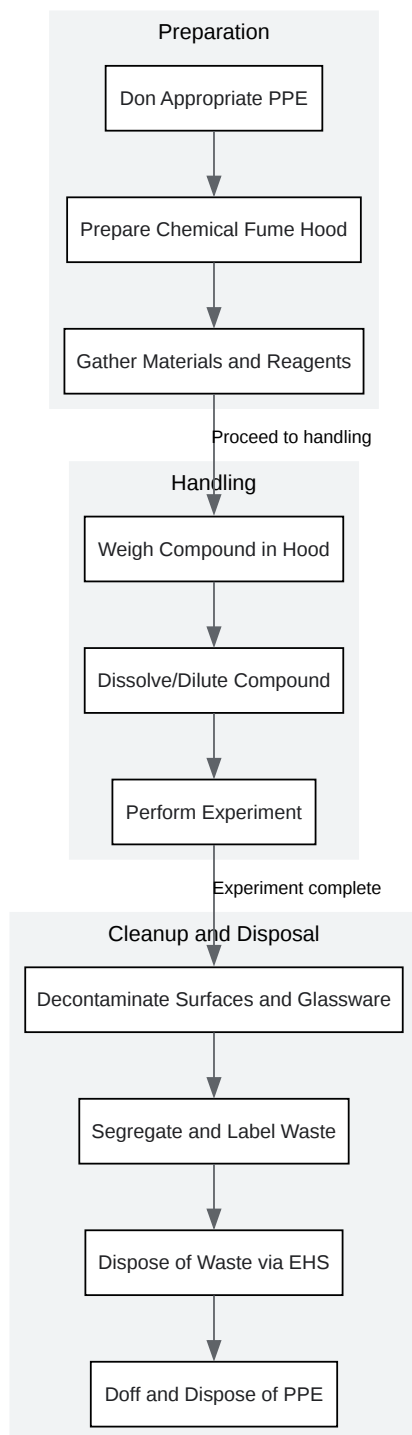 Preparation
Don Appropriate PPE
Prepare Chemical Fume Hood
Gather Materials and Reagents
Proceed to handling
Handling
Weigh Compound in Hood
Dissolve/Dilute Compound
Perform Experiment
Experiment complete
Cleanup and Disposal
Decontaminate Surfaces and Glassware
Segregate and Label Waste
Dispose of Waste via EHS
Doff and Dispose of PPE